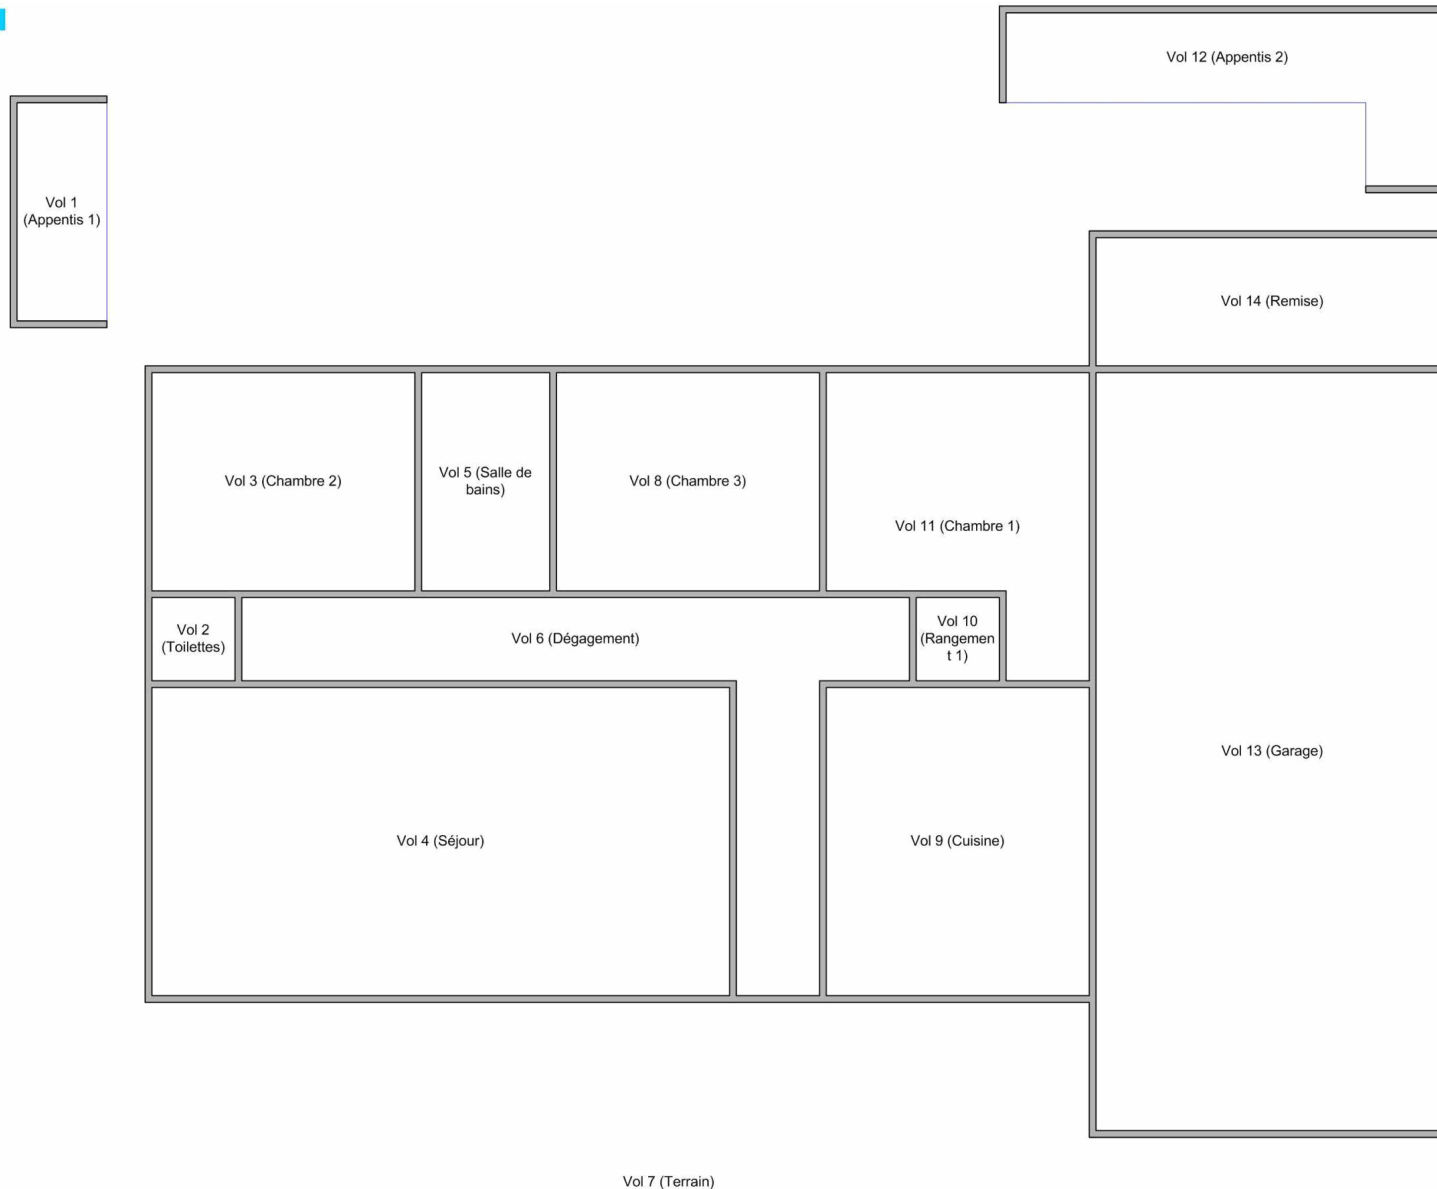 Vol 12 (Appentis 2)
Vol 1
(Appentis 1)
Vol 14 (Remise)
Vol 3 (Chambre 2)
Vol 5 (Salle de
bains)
Vol 8 (Chambre 3)
Vol 11 (Chambre 1)
Vol 2
(Toilettes)
Vol 6 (Dégagement)
Vol 10
(Rangemen
t 1)
Vol 13 (Garage)
Vol 4 (Séjour)
Vol 9 (Cuisine)
Vol 7 (Terrain)